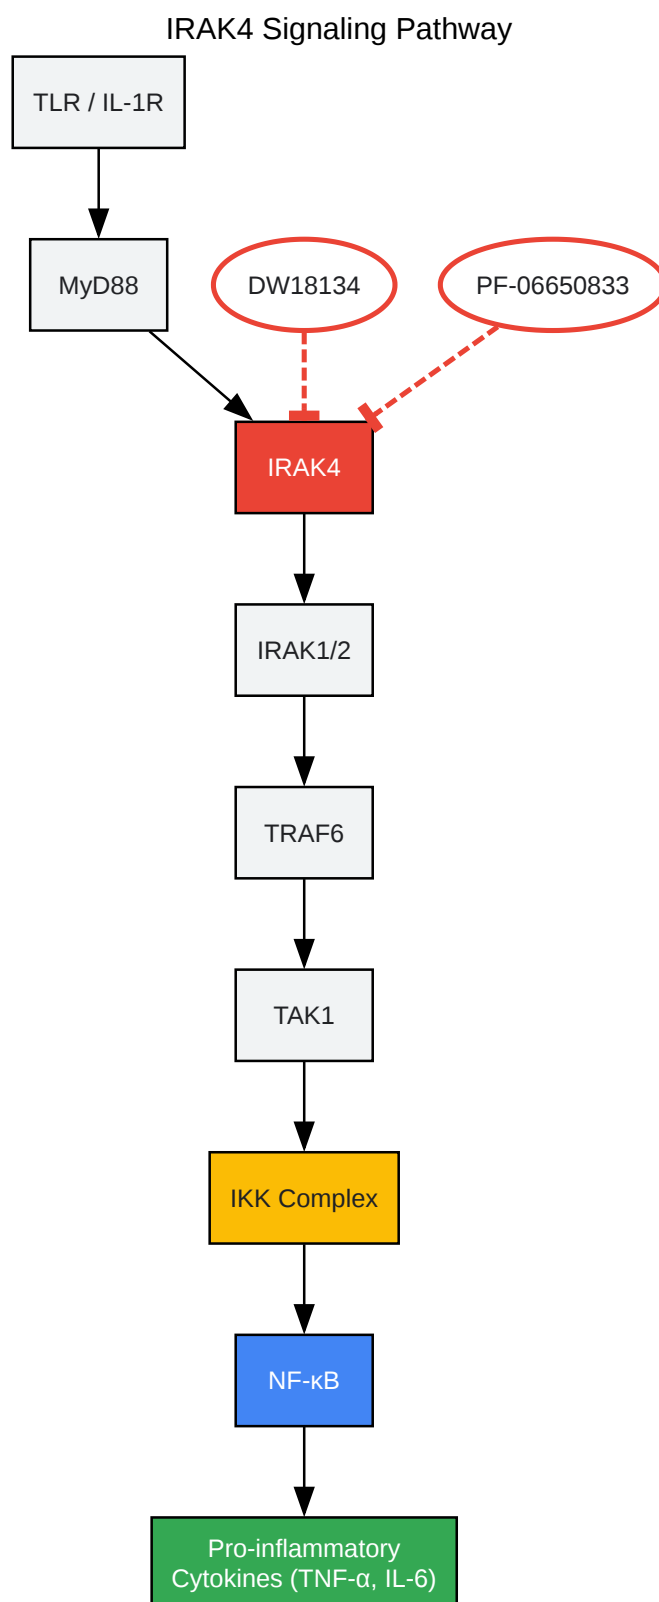 IRAK4 Signaling Pathway
TLR / IL-1R
MyD88
DW18134
PF-06650833
IRAK4
IRAK1/2
TRAF6
TAK1
IKK Complex
NF-κB
Pro-inflammatory
Cytokines (TNF-α, IL-6)